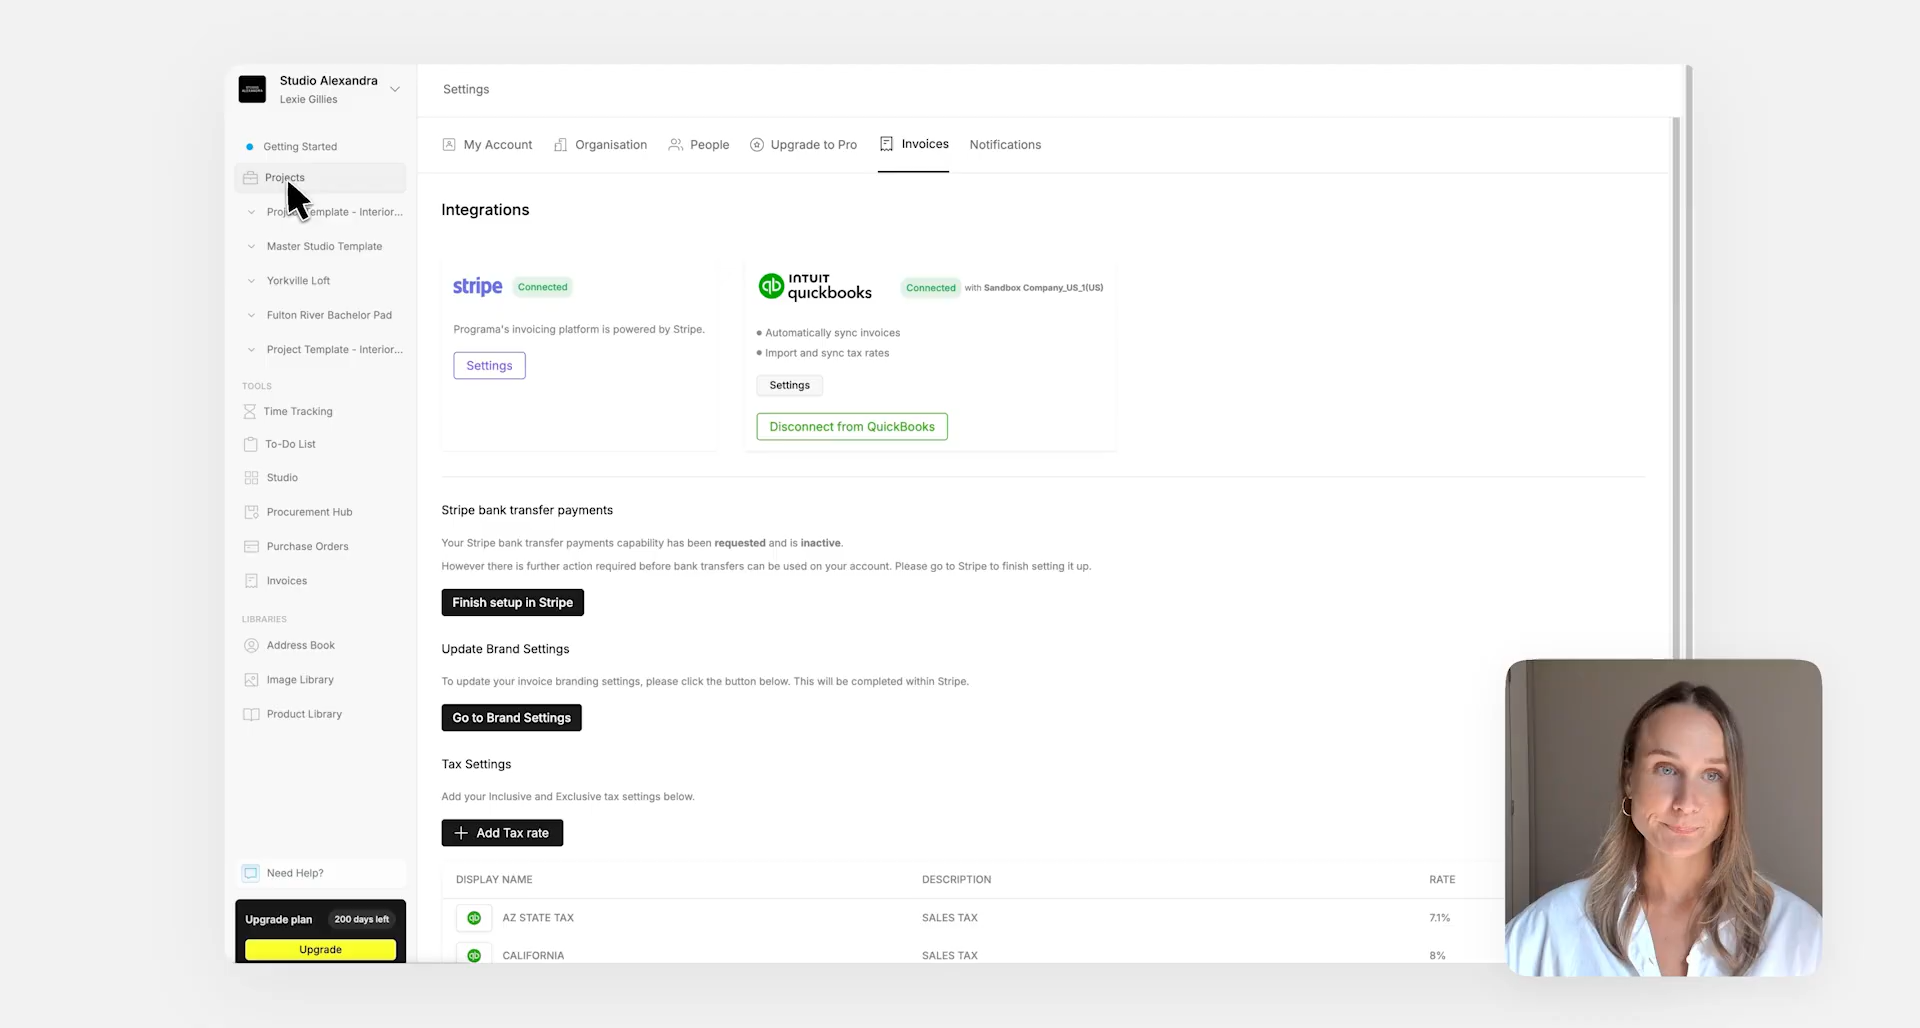 Studio Alexandra
Lexie Gillies
Getting Started
Projects
Project Template - Interior...
Master Studio Template
Yorkville Loft
Fulton River Bachelor Pad
Project Template - Interior...
TOOLS
Time Tracking
To-Do List
Studio
Procurement Hub
Purchase Orders
Invoices
LIBRARIES
Address Book
Image Library
Product Library
Need Help?
Upgrade plan 200 days left
Upgrade
Settings
My Account Organisation People Upgrade to Pro Invoices Notifications
Integrations
stripe Connected
Programa's invoicing platform is powered by Stripe.
Settings
qb INTUIT quickbooks Connected with Sandbox Company_US_1(US)
Automatically sync invoices
Import and sync tax rates
Settings
Disconnect from QuickBooks
Stripe bank transfer payments
Your Stripe bank transfer payments capability has been requested and is inactive.
However there is further action required before bank transfers can be used on your account. Please go to Stripe to finish setting it up.
Finish setup in Stripe
Update Brand Settings
To update your invoice branding settings, please click the button below. This will be completed within Stripe.
Go to Brand Settings
Tax Settings
Add your Inclusive and Exclusive tax settings below.
Add Tax rate
DISPLAY NAME DESCRIPTION RATE
qb AZ STATE TAX SALES TAX 7.1%
qb CALIFORNIA SALES TAX 8%